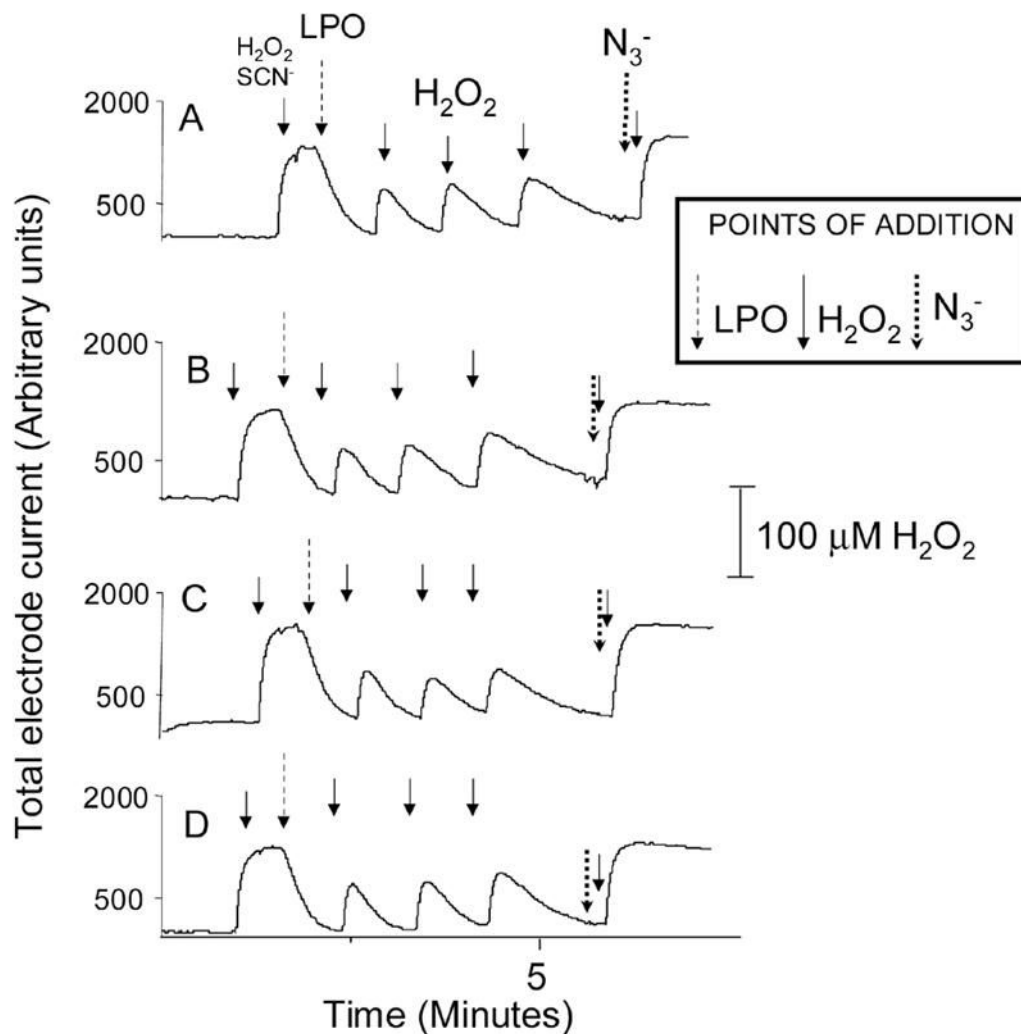 H₂O₂
SCN⁻
LPO
H₂O₂
N₃⁻
A
2000
500
POINTS OF ADDITION
LPO
H₂O₂
N₃⁻
B
2000
500
100 μM H₂O₂
C
2000
500
D
2000
500
5
Time (Minutes)
Total electrode current (Arbitrary units)